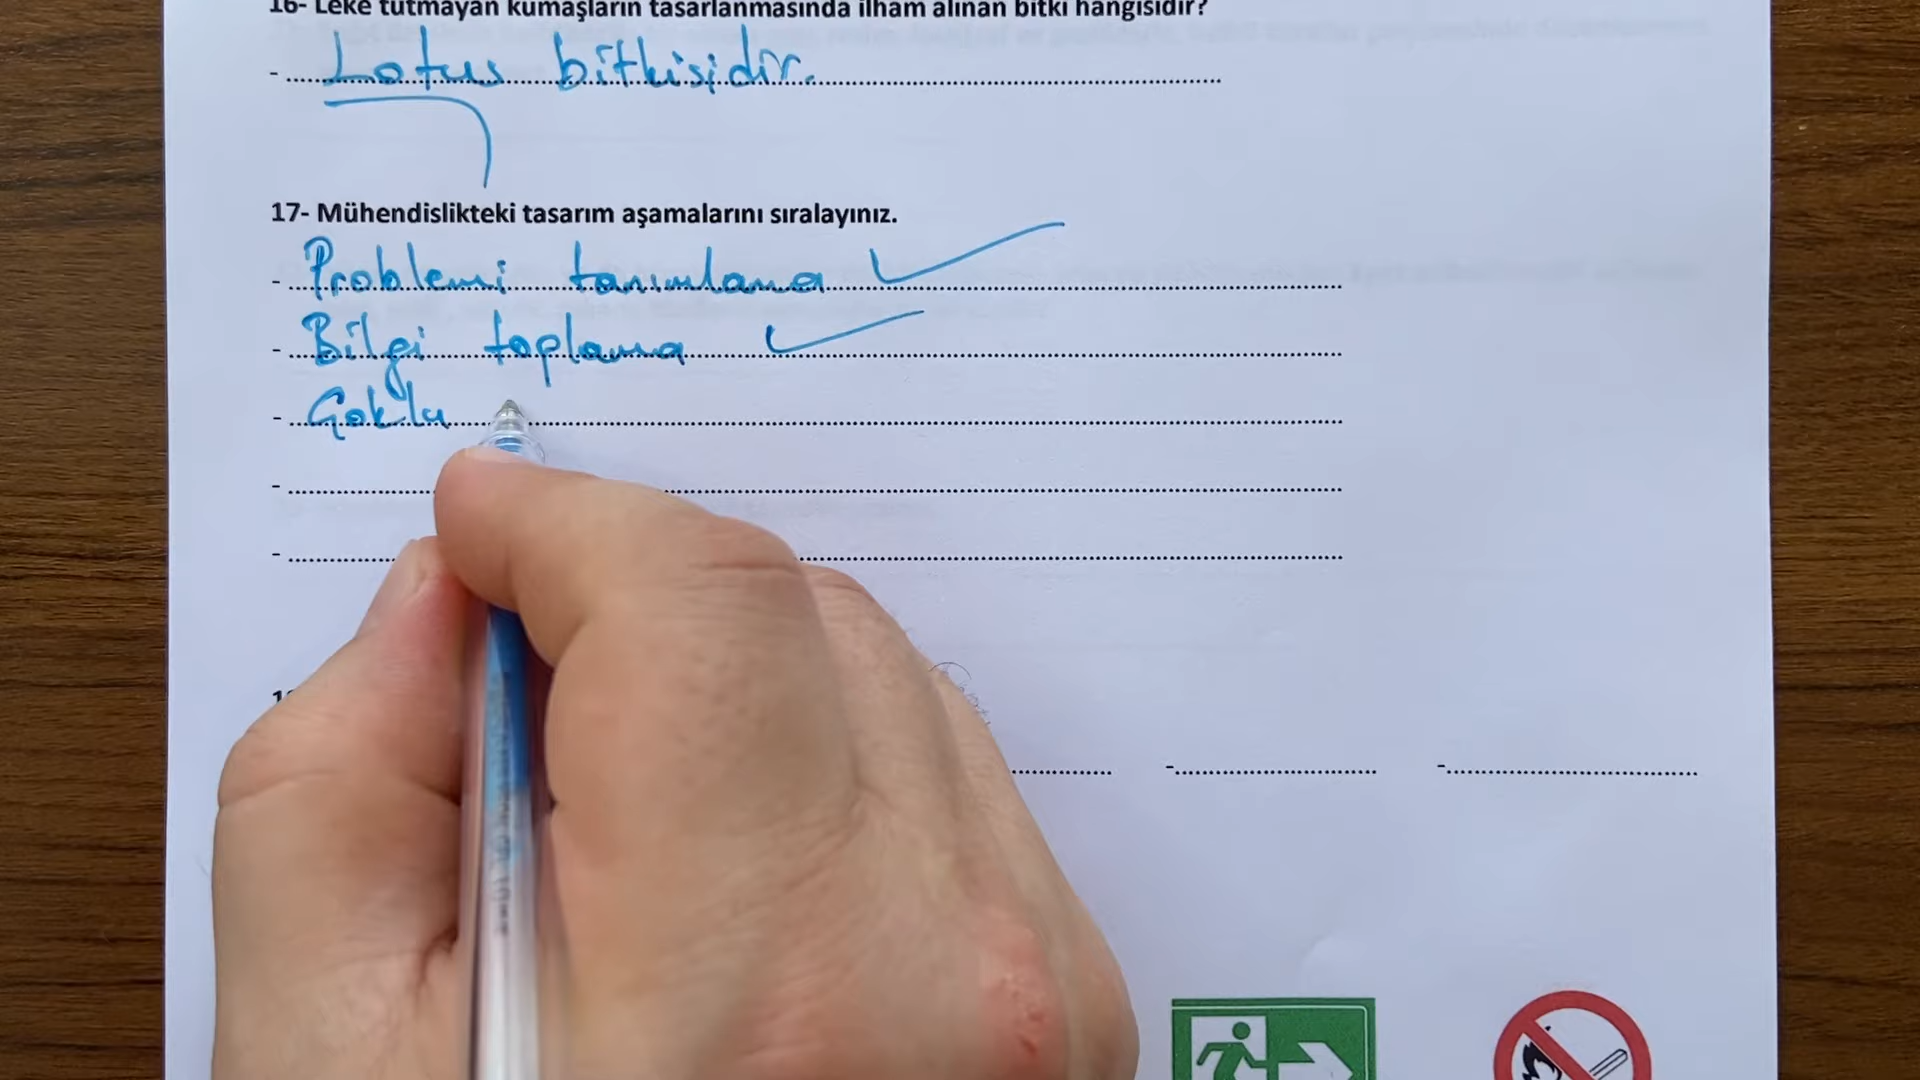 16- Leke tutmayan kumaşların tasarlanmasında ilham alınan bitki hangisidir?
- Lotus bitkisidir.
17- Mühendislikteki tasarım aşamalarını sıralayınız.
- Problemi tanımlama
- Bilgi toplama
- Çoklu
-
-